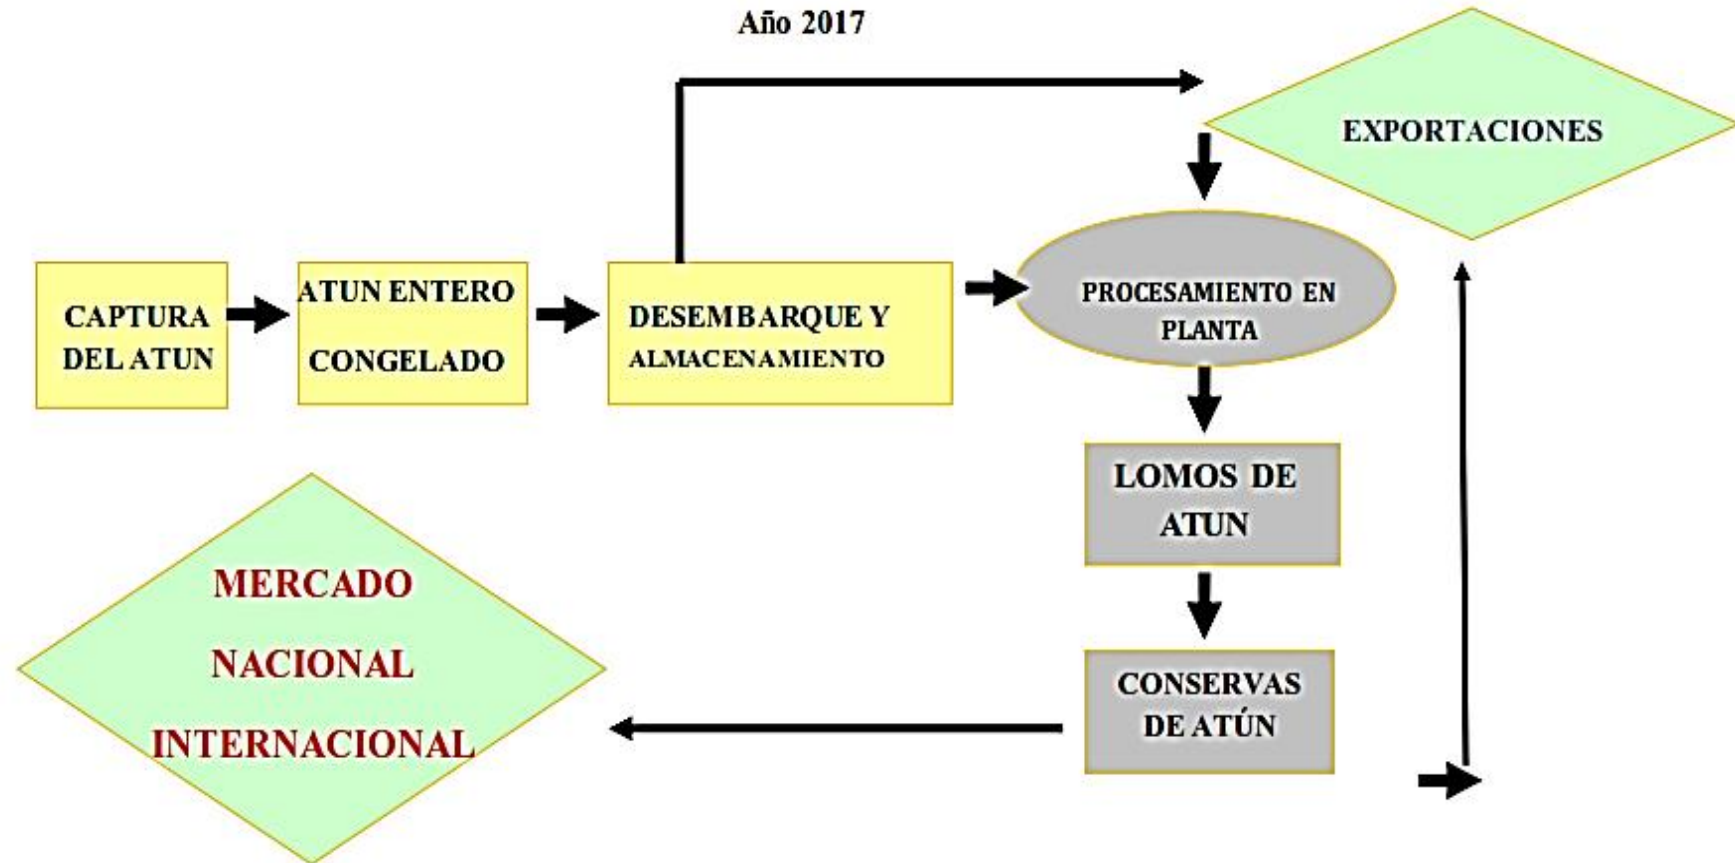 Año 2017
EXPORTACIONES
CAPTURA
DEL ATUN
ATUN ENTERO
CONGELADO
DESEMBARQUE Y
ALMACENAMIENTO
PROCESAMIENTO EN
PLANTA
LOMOS DE
ATUN
CONSERVAS
DE ATÚN
MERCADO
NACIONAL
INTERNACIONAL